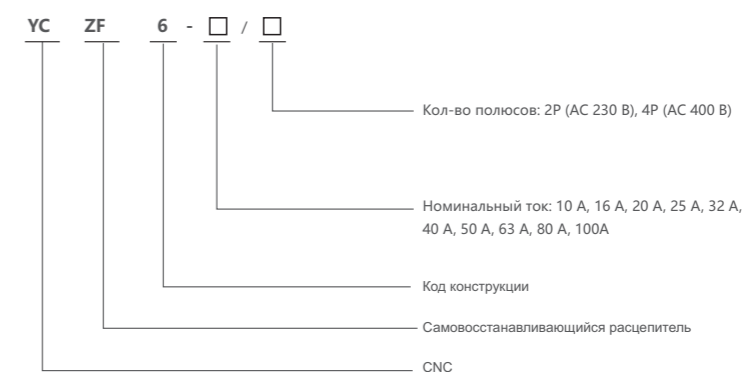 YC ZF 6 - □ / □
Кол-во полюсов: 2P (AC 230 В), 4P (AC 400 В)
Номинальный ток: 10 А, 16 А, 20 А, 25 А, 32 А,
40 А, 50 А, 63 А, 80 А, 100А
Код конструкции
Самовосстанавливающийся расцепитель
CNC